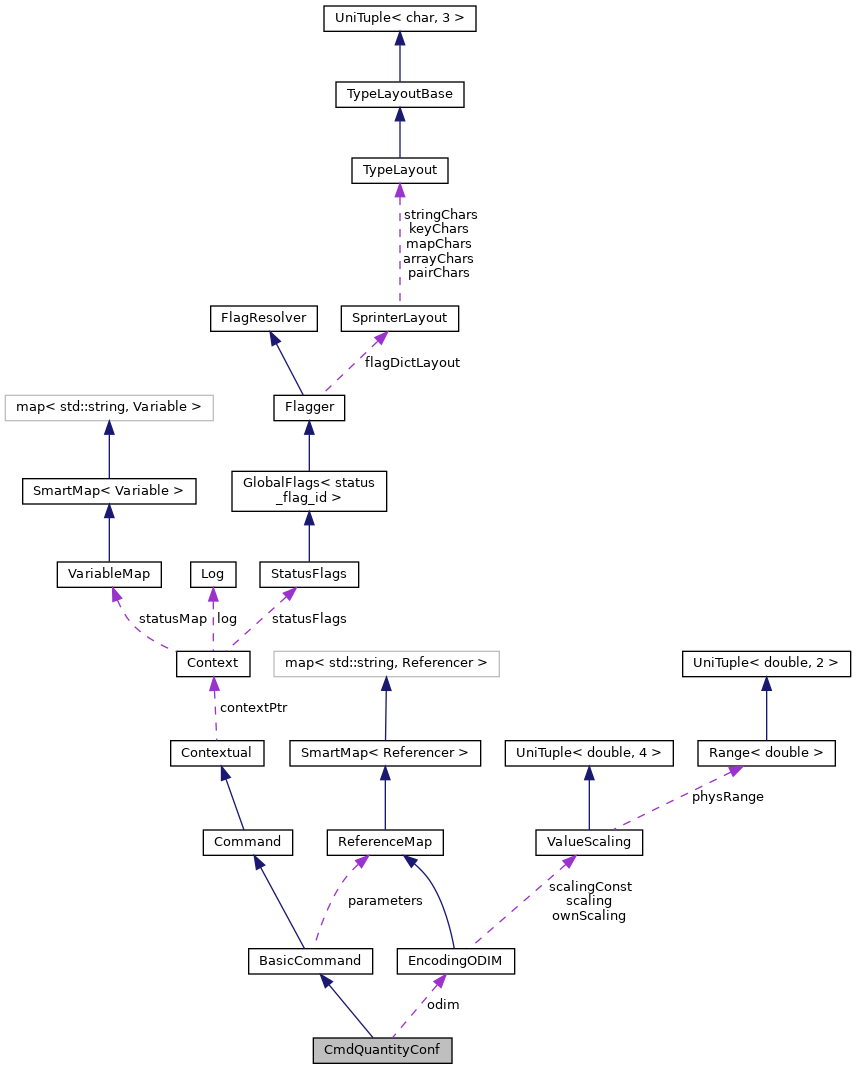 UniTuple< char, 3 >
TypeLayoutBase
TypeLayout
stringChars
keyChars
mapChars
arrayChars
pairChars
FlagResolver
SprinterLayout
flagDictLayout
map< std::string, Variable >
Flagger
SmartMap< Variable >
GlobalFlags< status
_flag_id >
VariableMap
Log
StatusFlags
statusMap
log
statusFlags
Context
map< std::string, Referencer >
UniTuple< double, 2 >
contextPtr
Contextual
SmartMap< Referencer >
UniTuple< double, 4 >
Range< double >
physRange
Command
ReferenceMap
ValueScaling
parameters
scalingConst
scaling
ownScaling
BasicCommand
EncodingODIM
odim
CmdQuantityConf